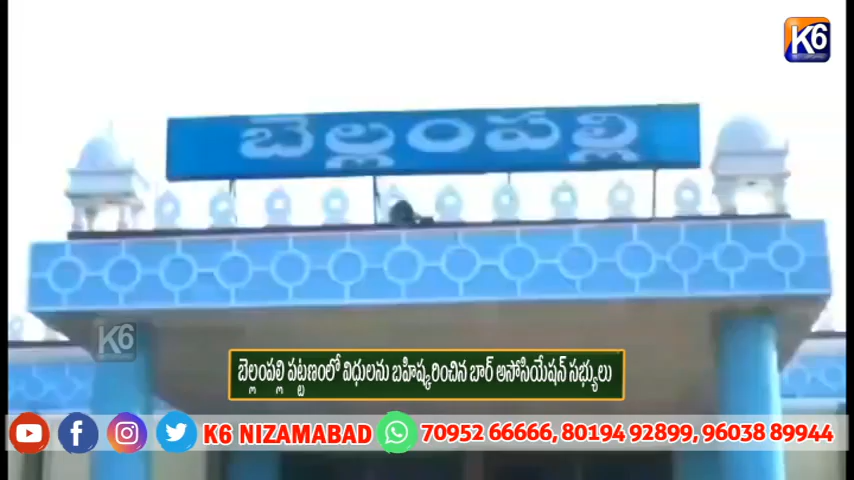 K6
బెల్లంపల్లి
K6
బెల్లంపల్లి పట్టణంలో విధులను బహిష్కరించిన బార్ అసోసియేషన్ సభ్యులు
K6 NIZAMABAD 70952 66666, 80194 92899, 96038 89944